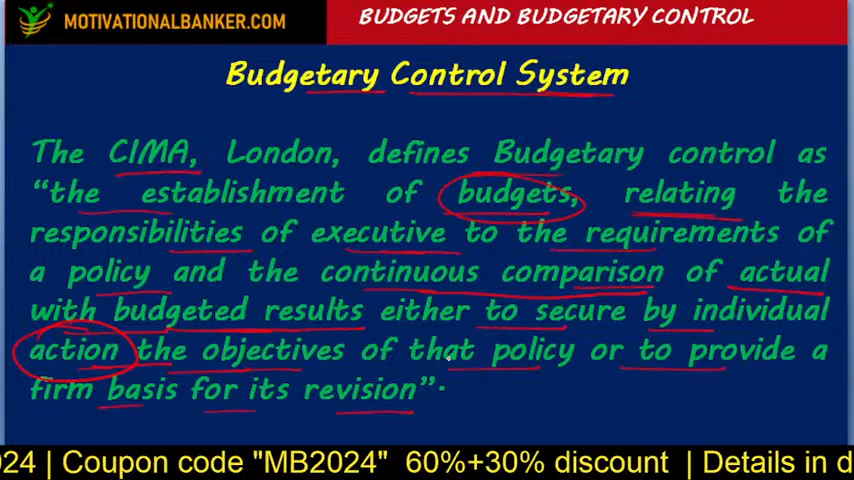 MOTIVATIONALBANKER.COM
BUDGETS AND BUDGETARY CONTROL
Budgetary Control System
The CIMA, London, defines Budgetary control as
“the establishment of budgets, relating the
responsibilities of executive to the requirements of
a policy and the continuous comparison of actual
with budgeted results either to secure by individual
action the objectives of that policy or to provide a
firm basis for its revision”.
024 | Coupon code "MB2024" 60%+30% discount | Details in d